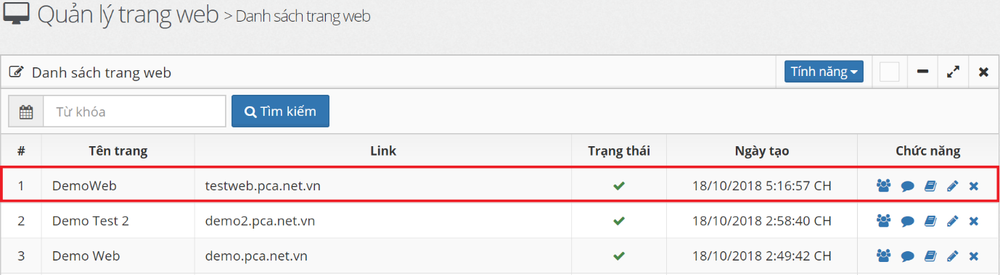 Quản lý trang web > Danh sách trang web
Danh sách trang web
Tính năng
Từ khóa
Tìm kiếm
# Tên trang Link Trạng thái Ngày tạo Chức năng
1 DemoWeb testweb.pca.net.vn 18/10/2018 5:16:57 CH
2 Demo Test 2 demo2.pca.net.vn 18/10/2018 2:58:40 CH
3 Demo Web demo.pca.net.vn 18/10/2018 2:49:42 CH